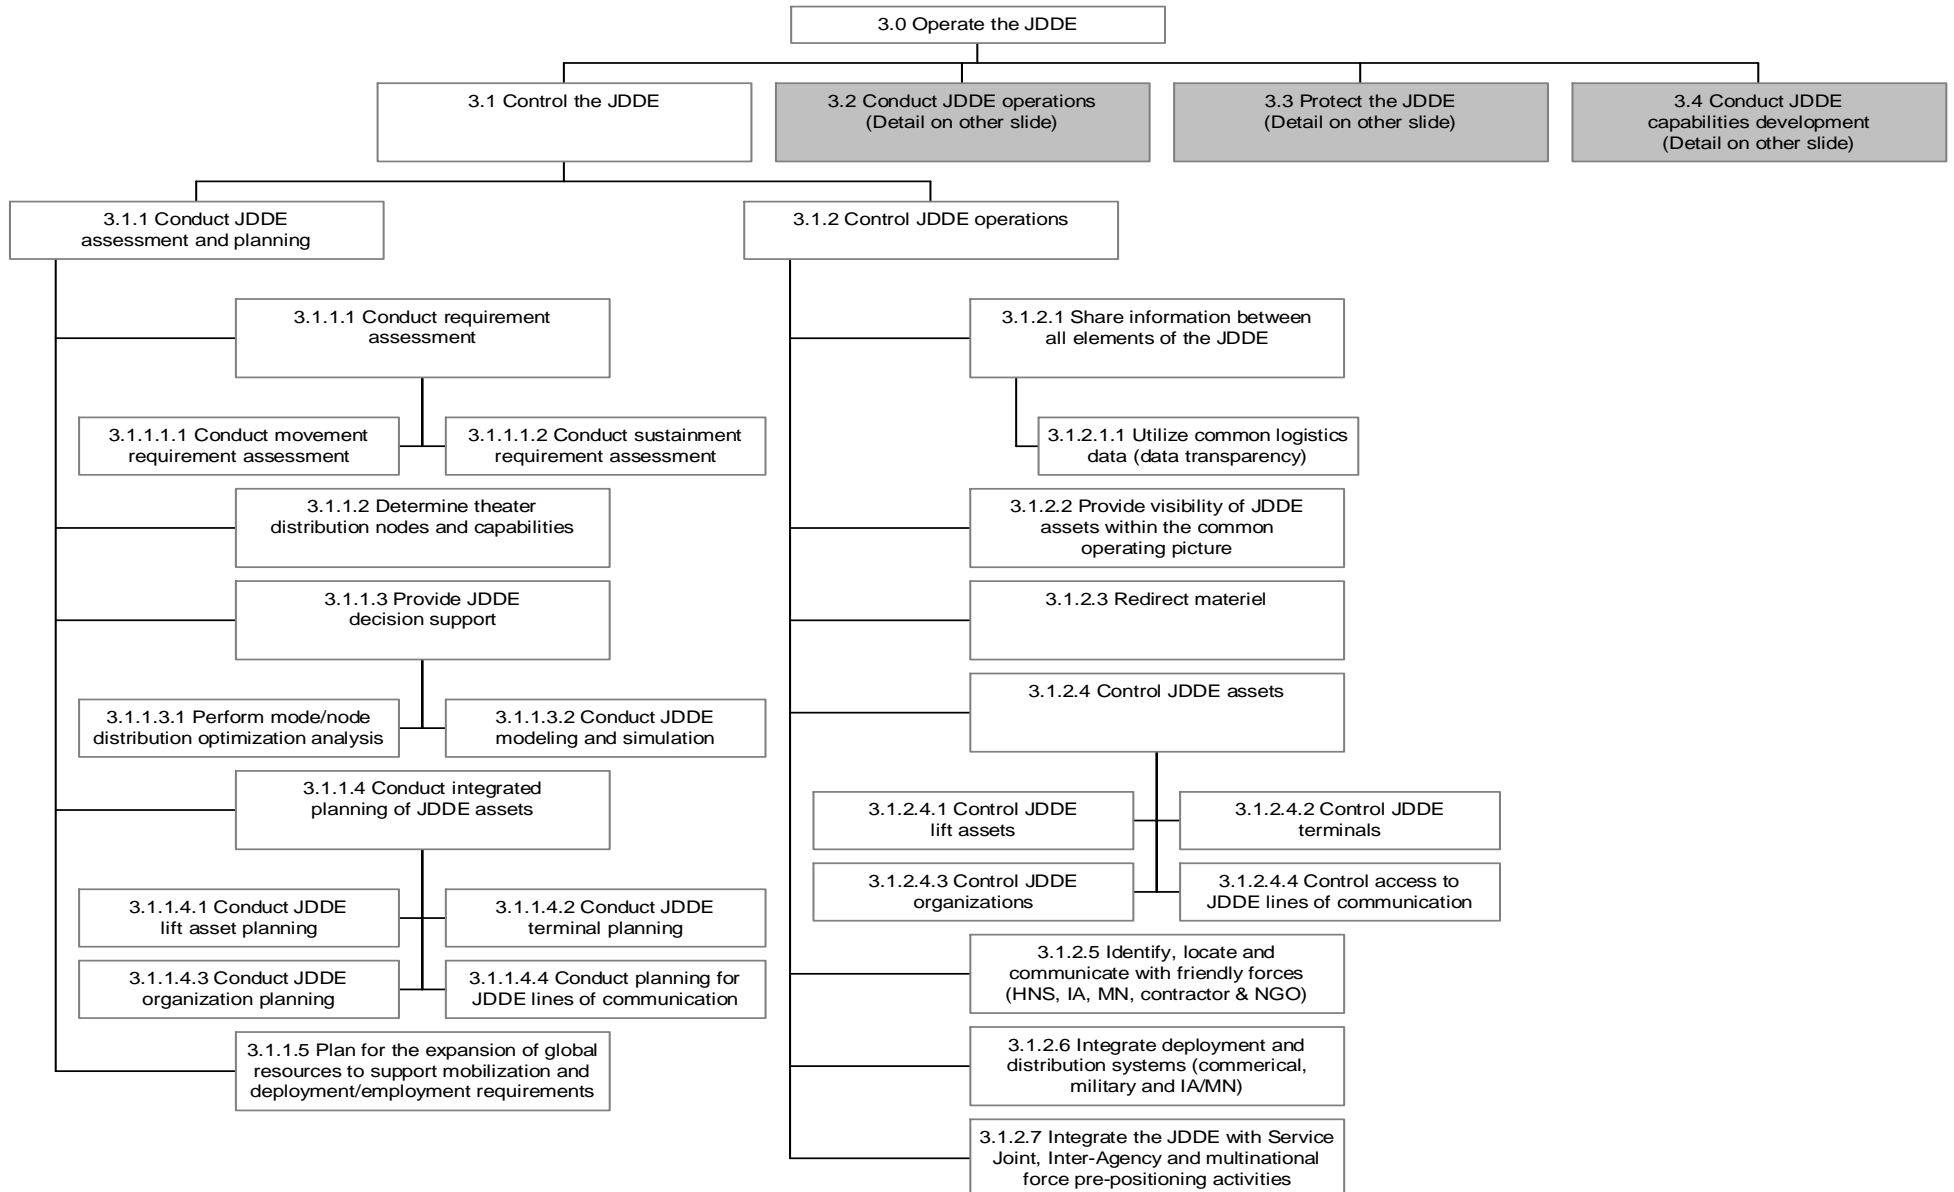 3.0 Operate the JDDE
3.1 Control the JDDE
3.2 Conduct JDDE operations
(Detail on other slide)
3.3 Protect the JDDE
(Detail on other slide)
3.4 Conduct JDDE
capabilities development
(Detail on other slide)
3.1.1 Conduct JDDE
assessment and planning
3.1.1.1 Conduct requirement
assessment
3.1.1.1.1 Conduct movement
requirement assessment
3.1.1.1.2 Conduct sustainment
requirement assessment
3.1.1.2 Determine theater
distribution nodes and capabilities
3.1.1.3 Provide JDDE
decision support
3.1.1.3.1 Perform mode/node
distribution optimization analysis
3.1.1.3.2 Conduct JDDE
modeling and simulation
3.1.1.4 Conduct integrated
planning of JDDE assets
3.1.1.4.1 Conduct JDDE
lift asset planning
3.1.1.4.2 Conduct JDDE
terminal planning
3.1.1.4.3 Conduct JDDE
organization planning
3.1.1.4.4 Conduct planning for
JDDE lines of communication
3.1.1.5 Plan for the expansion of global
resources to support mobilization and
deployment/employment requirements
3.1.2 Control JDDE operations
3.1.2.1 Share information between
all elements of the JDDE
3.1.2.1.1 Utilize common logistics
data (data transparency)
3.1.2.2 Provide visibility of JDDE
assets within the common
operating picture
3.1.2.3 Redirect materiel
3.1.2.4 Control JDDE assets
3.1.2.4.1 Control JDDE
lift assets
3.1.2.4.2 Control JDDE
terminals
3.1.2.4.3 Control JDDE
organizations
3.1.2.4.4 Control access to
JDDE lines of communication
3.1.2.5 Identify, locate and
communicate with friendly forces
(HNS, IA, MN, contractor & NGO)
3.1.2.6 Integrate deployment and
distribution systems (commerical,
military and IA/MN)
3.1.2.7 Integrate the JDDE with Service
Joint, Inter-Agency and multinational
force pre-positioning activities